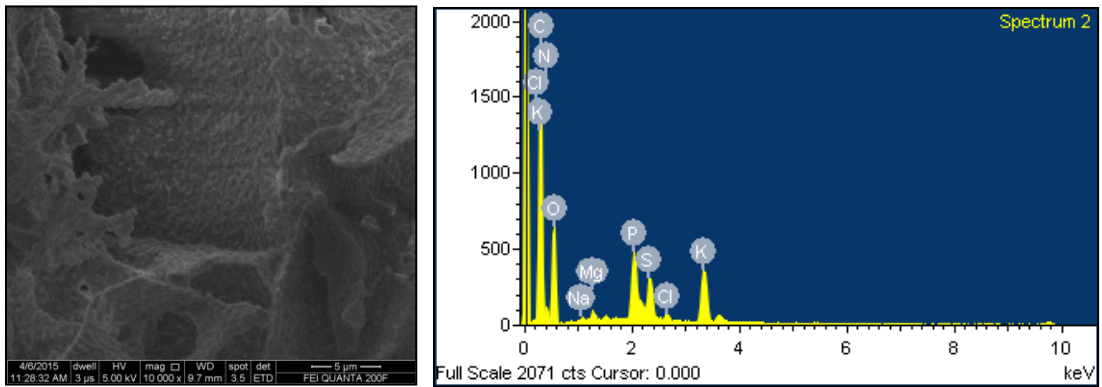 4/6/2015 dwell HV mag □ WD spot det 5 µm
11:28:32 AM 3 µs 5.00 kV 10 000 x 9.7 mm 3.5 ETD FEI QUANTA 200F
Spectrum 2
2000
1500
1000
500
0
C
N
Cl
K
O
P
S
K
Mg
Na
Cl
0 2 4 6 8 10
Full Scale 2071 cts Cursor: 0.000 keV